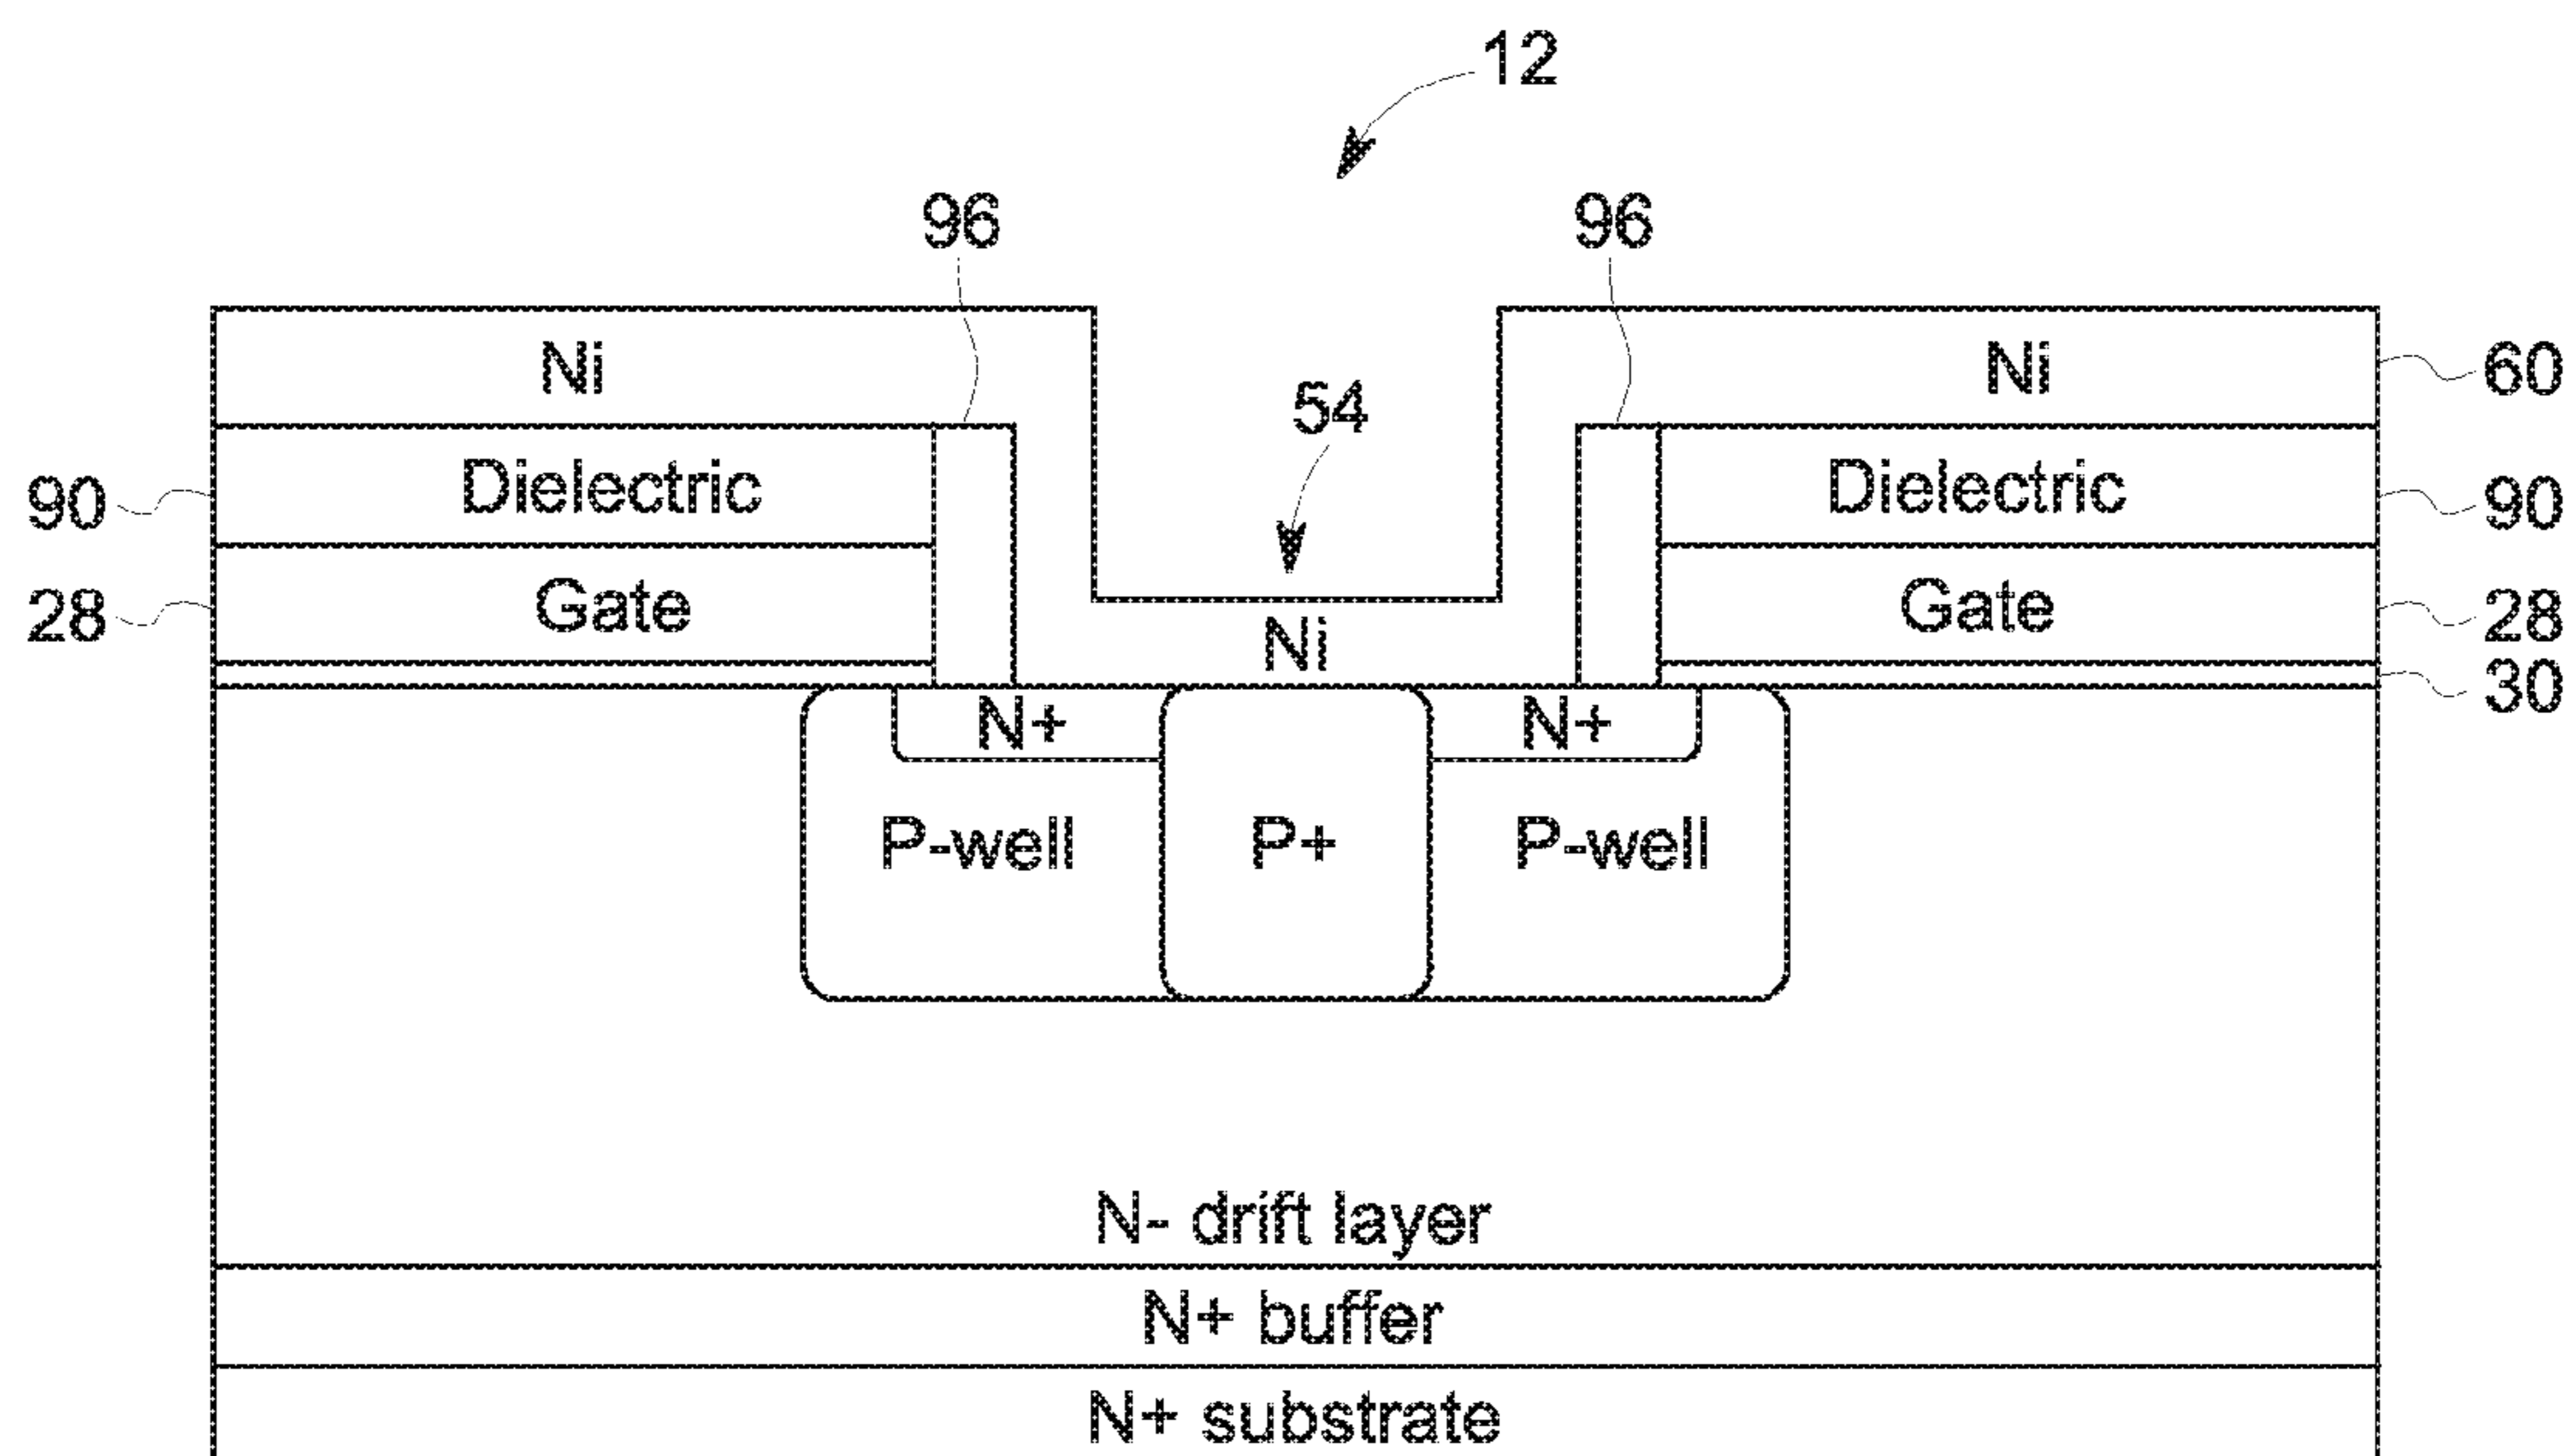 12
96 96
Ni Ni 60
54
90 Dielectric Dielectric 90
28 Gate Gate 28
Ni
30
N+ N+
P-well P+ P-well
N- drift layer
N+ buffer
N+ substrate